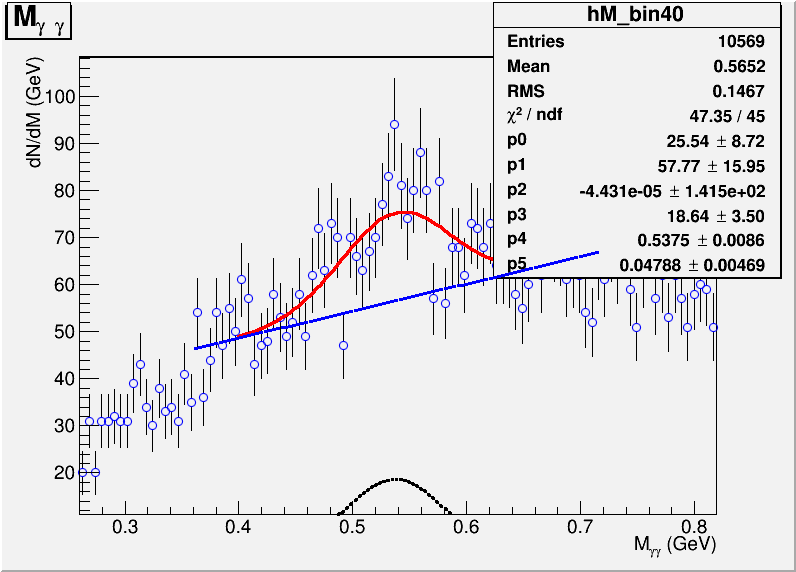 M γ γ
hM_bin40
Entries 10569
Mean 0.5652
RMS 0.1467
χ² / ndf 47.35 / 45
p0 25.54 ± 8.72
p1 57.77 ± 15.95
p2 -4.431e-05 ± 1.415e+02
p3 18.64 ± 3.50
p4 0.5375 ± 0.0086
p5 0.04788 ± 0.00469
dN/dM (GeV)
100
90
80
70
60
50
40
30
20
0.3 0.4 0.5 0.6 0.7 0.8
Mγγ (GeV)